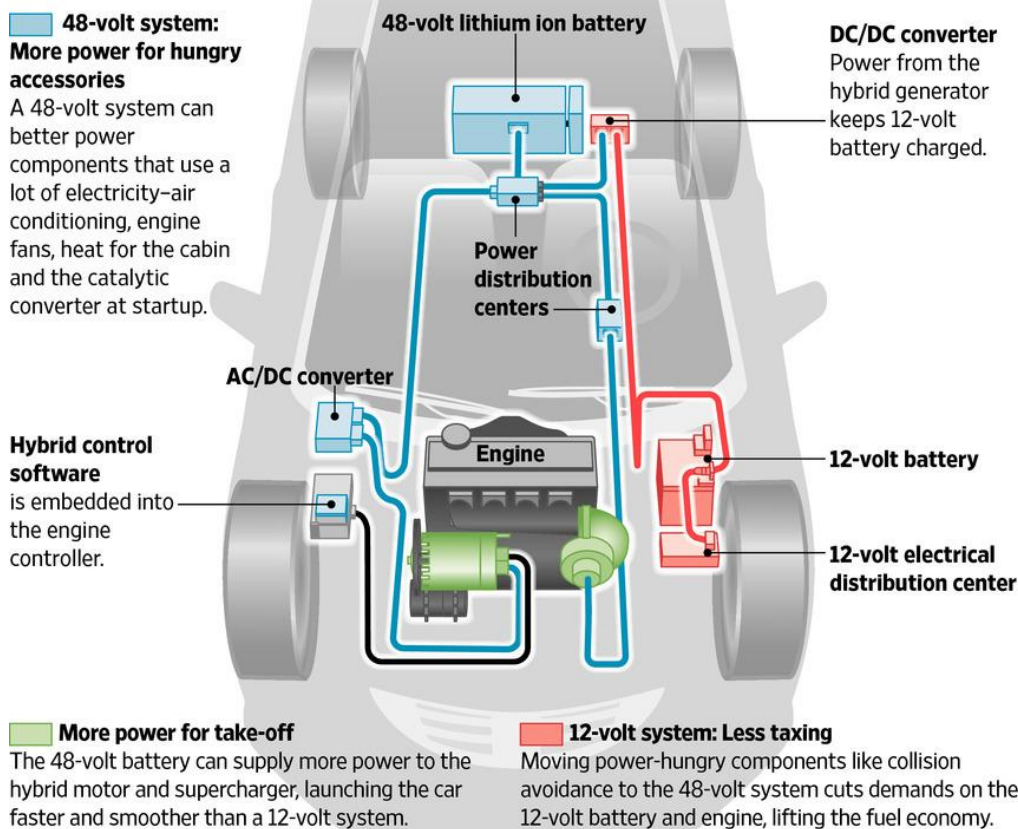 48-volt system:
More power for hungry
accessories
A 48-volt system can
better power
components that use a
lot of electricity–air
conditioning, engine
fans, heat for the cabin
and the catalytic
converter at startup.
48-volt lithium ion battery
DC/DC converter
Power from the
hybrid generator
keeps 12-volt
battery charged.
Power
distribution
centers
AC/DC converter
Hybrid control
software
is embedded into
the engine
controller.
Engine
12-volt battery
12-volt electrical
distribution center
More power for take-off
The 48-volt battery can supply more power to the
hybrid motor and supercharger, launching the car
faster and smoother than a 12-volt system.
12-volt system: Less taxing
Moving power-hungry components like collision
avoidance to the 48-volt system cuts demands on the
12-volt battery and engine, lifting the fuel economy.